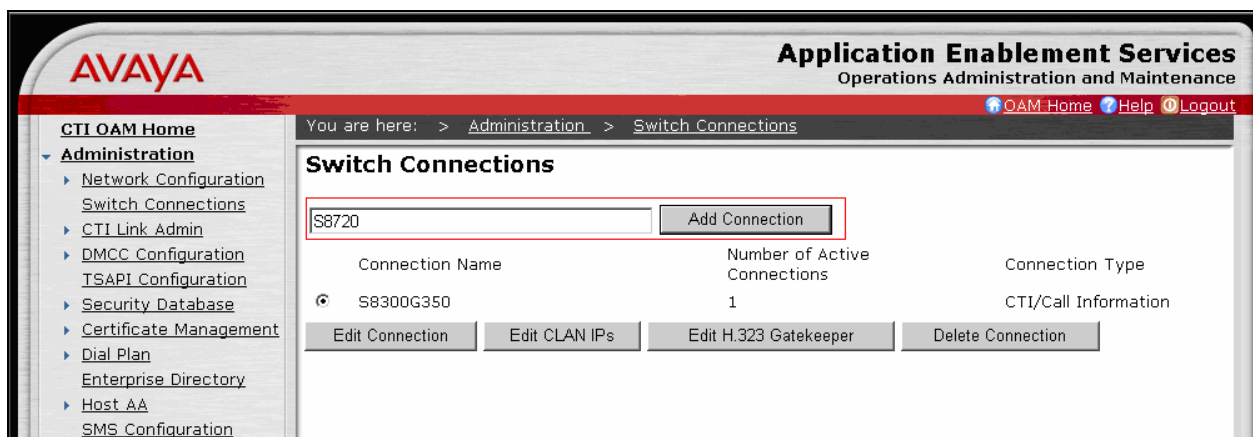 AVAYA
Application Enablement Services
Operations Administration and Maintenance
OAM Home Help Logout
CTI OAM Home
Administration
Network Configuration
Switch Connections
CTI Link Admin
DMCC Configuration
TSAPI Configuration
Security Database
Certificate Management
Dial Plan
Enterprise Directory
Host AA
SMS Configuration
You are here: > Administration > Switch Connections
Switch Connections
S8720 Add Connection
Connection Name Number of Active Connections Connection Type
S8300G350 1 CTI/Call Information
Edit Connection Edit CLAN IPs Edit H.323 Gatekeeper Delete Connection